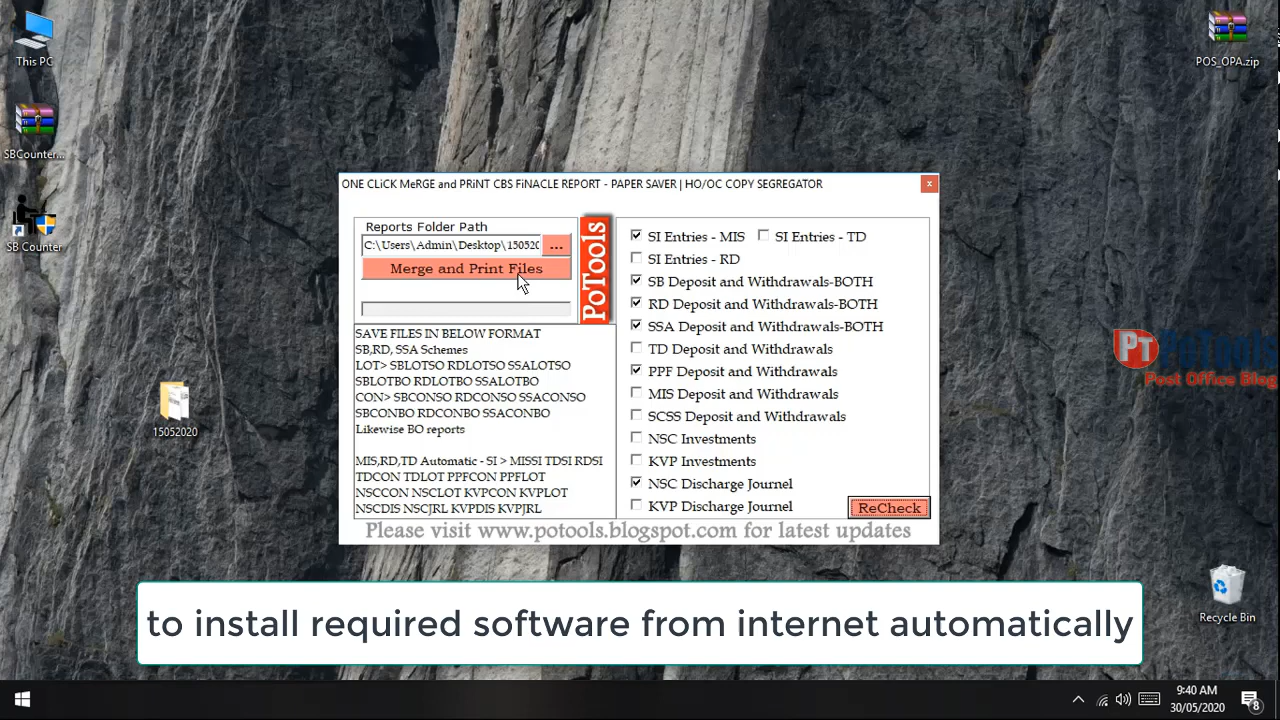 This PC
SBCounter...
SB Counter
15052020
POS_OPA.zip
ONE CLiCK MeRGE and PRiNT CBS FiNACLE REPORT - PAPER SAVER | HO/OC COPY SEGREGATOR
x
Reports Folder Path
C:\Users\Admin\Desktop\150520
...
Merge and Print Files
PoTools
SAVE FILES IN BELOW FORMAT
SB,RD, SSA Schemes
LOT> SBLOTSO RDLOTSO SSALOTSO
SBLOTBO RDLOTBO SSALOTBO
CON> SBCONSO RDCONSO SSACONSO
SBCONBO RDCONBO SSACONBO
Likewise BO reports
MIS,RD,TD Automatic - SI > MISSI TDSI RDSI
TDCON TDLOT PPFCON PPFLOT
NSCCON NSCLOT KVPCON KVPLOT
NSCDIS NSCJRL KVPDIS KVPJRL
SI Entries - MIS SI Entries - TD
SI Entries - RD
SB Deposit and Withdrawals-BOTH
RD Deposit and Withdrawals-BOTH
SSA Deposit and Withdrawals-BOTH
TD Deposit and Withdrawals
PPF Deposit and Withdrawals
MIS Deposit and Withdrawals
SCSS Deposit and Withdrawals
NSC Investments
KVP Investments
NSC Discharge Journel
KVP Discharge Journel
ReCheck
Please visit www.potools.blogspot.com for latest updates
PT PoTools
Post Office Blog
to install required software from internet automatically
Recycle Bin
9:40 AM
30/05/2020
8